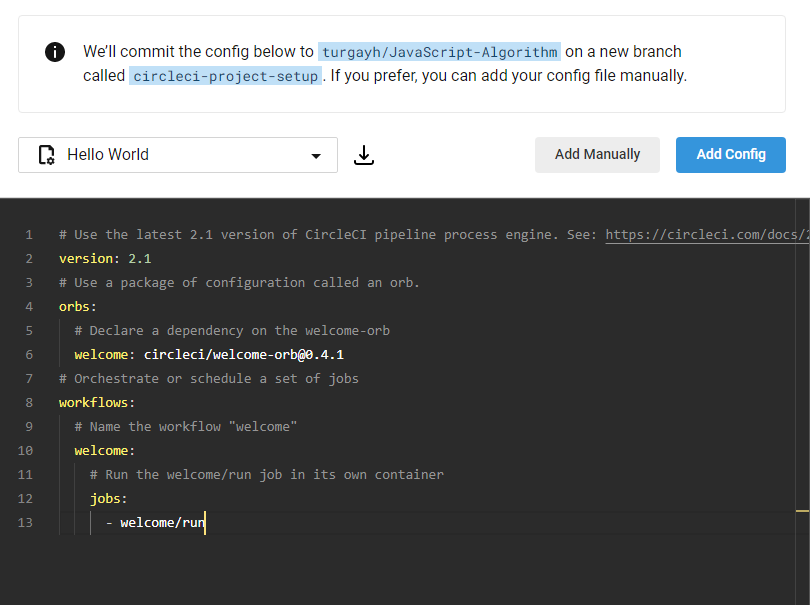 We'll commit the config below to turgayh/JavaScript-Algorithm on a new branch
called circleci-project-setup. If you prefer, you can add your config file manually.
Hello World
Add Manually
Add Config
1 # Use the latest 2.1 version of CircleCI pipeline process engine. See: https://circleci.com/docs/2
2 version: 2.1
3 # Use a package of configuration called an orb.
4 orbs:
5 # Declare a dependency on the welcome-orb
6 welcome: circleci/welcome-orb@0.4.1
7 # Orchestrate or schedule a set of jobs
8 workflows:
9 # Name the workflow "welcome"
10 welcome:
11 # Run the welcome/run job in its own container
12 jobs:
13 - welcome/run